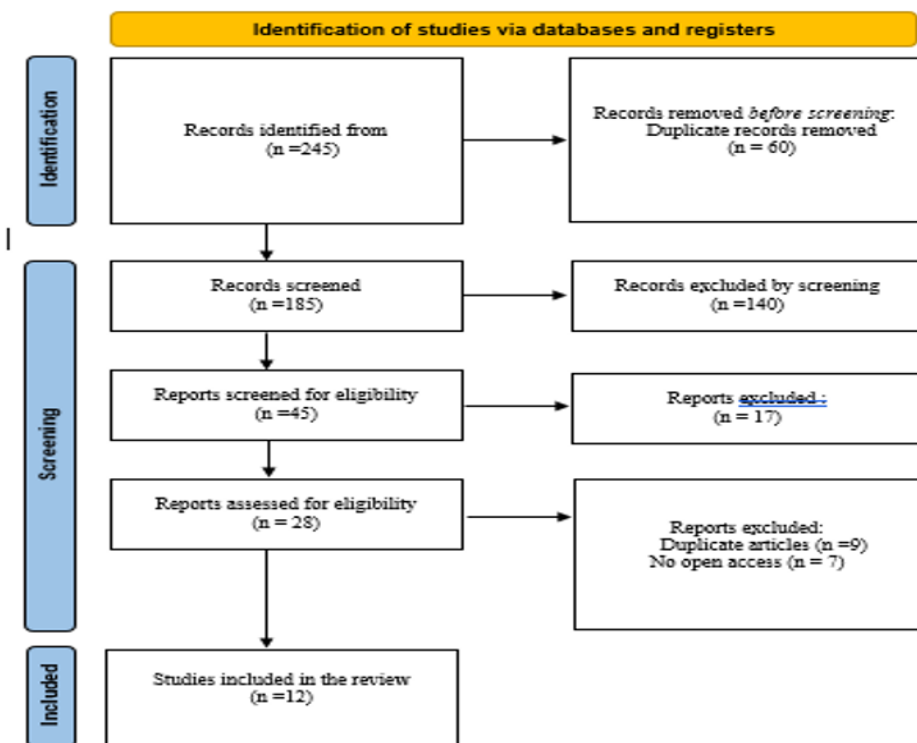 Identification of studies via databases and registers
Identification
Records identified from
(n =245)
Records removed before screening:
Duplicate records removed
(n = 60)
Screening
Records screened
(n =185)
Records excluded by screening
(n =140)
Reports screened for eligibility
(n =45)
Reports excluded :
(n = 17)
Reports assessed for eligibility
(n = 28)
Reports excluded:
Duplicate articles (n =9)
No open access (n = 7)
Included
Studies included in the review
(n =12)